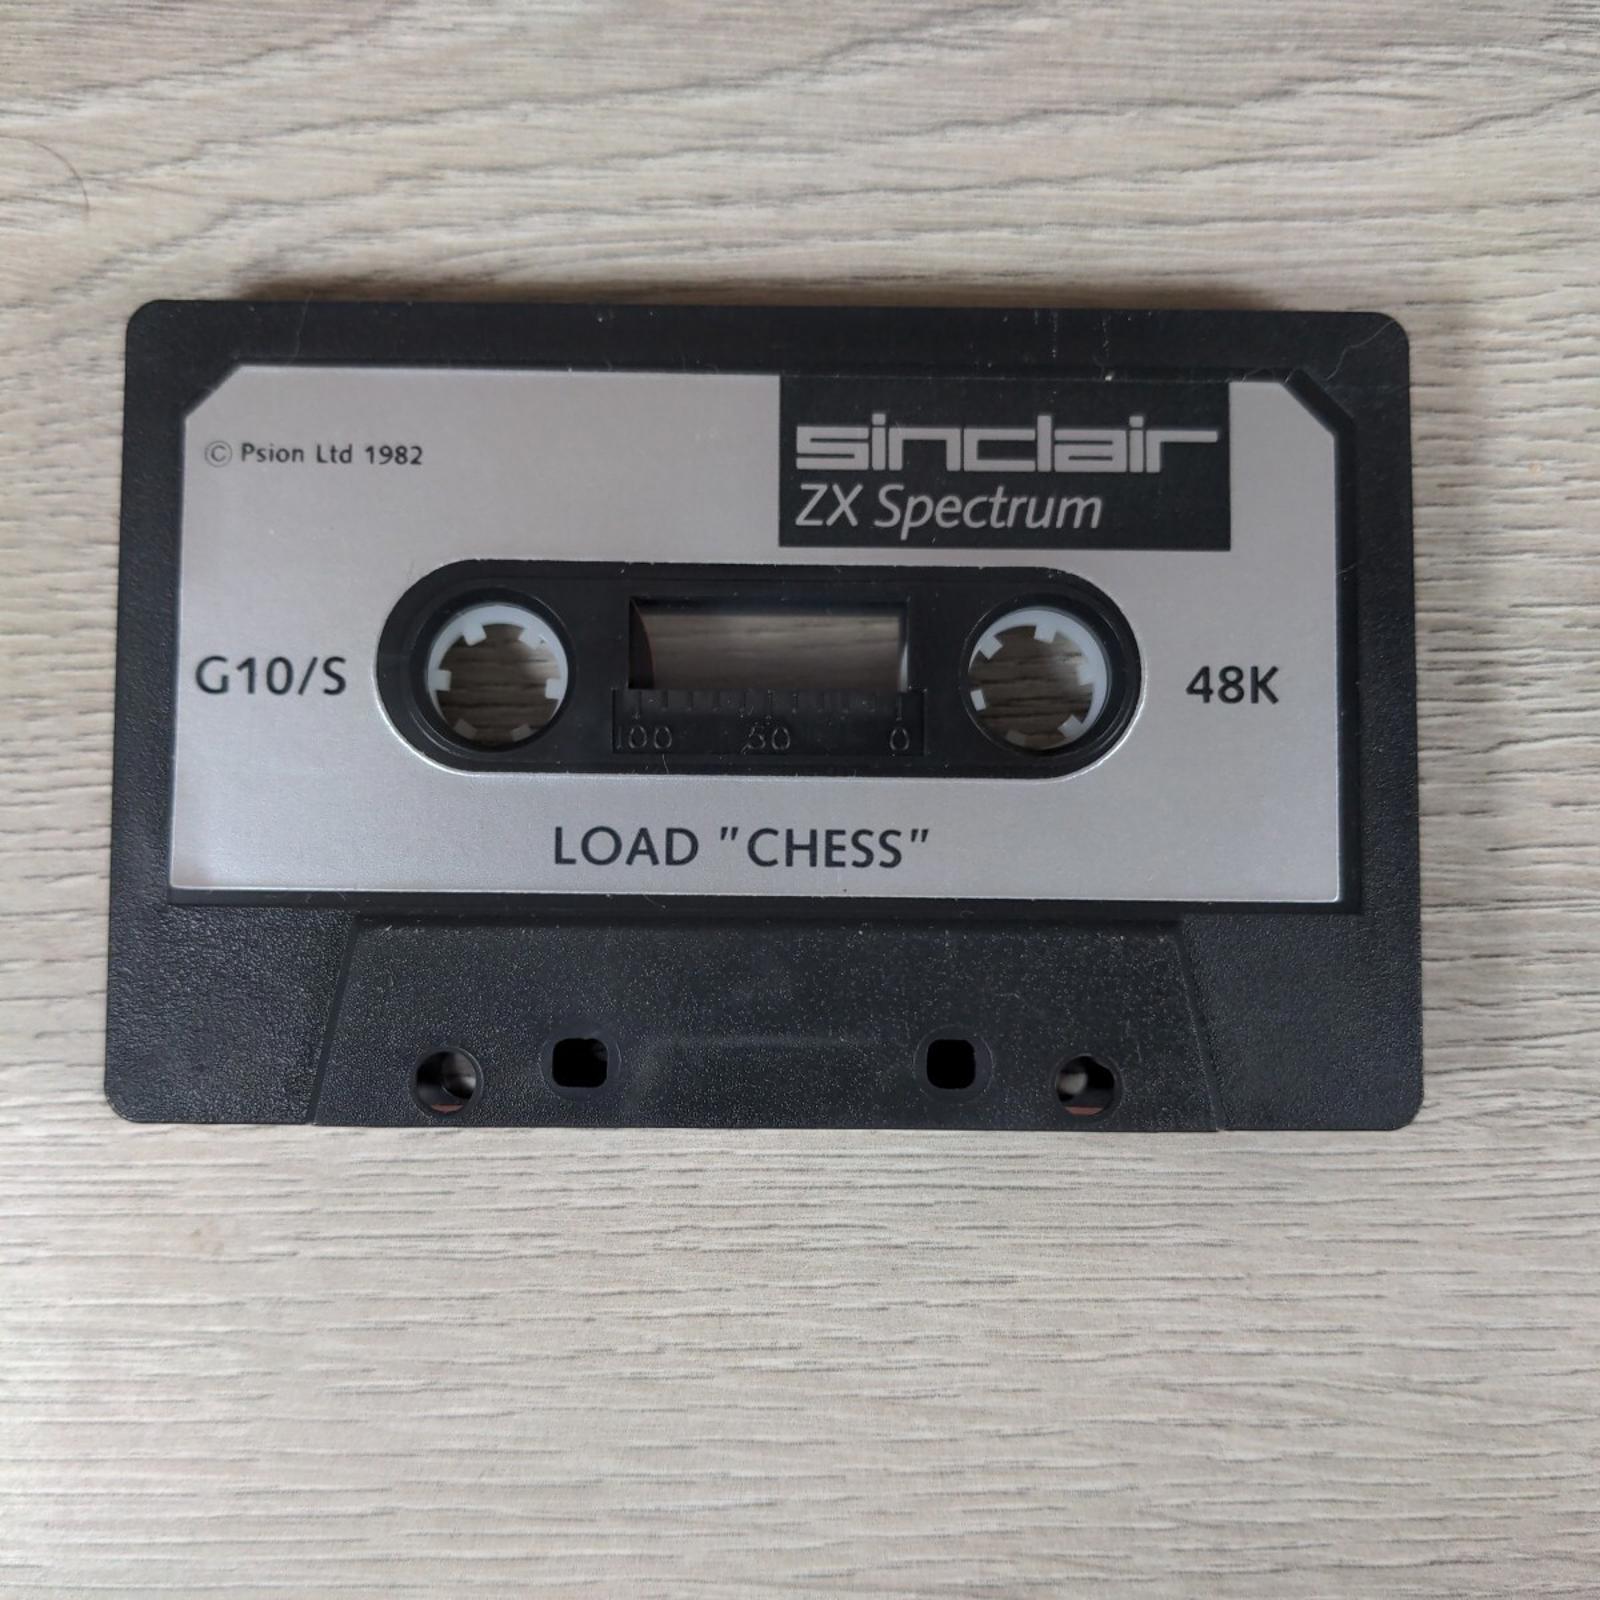 © Psion Ltd 1982
sinclair
ZX Spectrum
G10/S
48K
100 50 0
LOAD "CHESS"